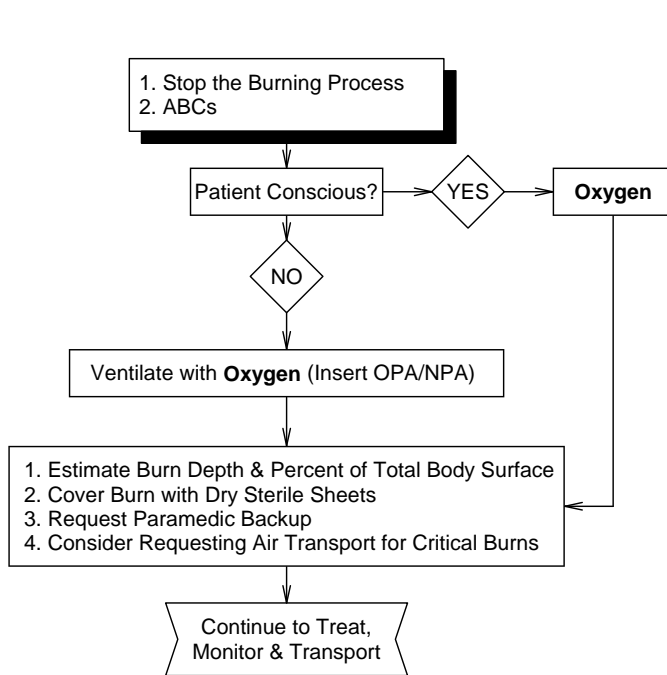 1. Stop the Burning Process
2. ABCs
Patient Conscious?
YES
Oxygen
NO
Ventilate with Oxygen (Insert OPA/NPA)
1. Estimate Burn Depth & Percent of Total Body Surface
2. Cover Burn with Dry Sterile Sheets
3. Request Paramedic Backup
4. Consider Requesting Air Transport for Critical Burns
Continue to Treat,
Monitor & Transport